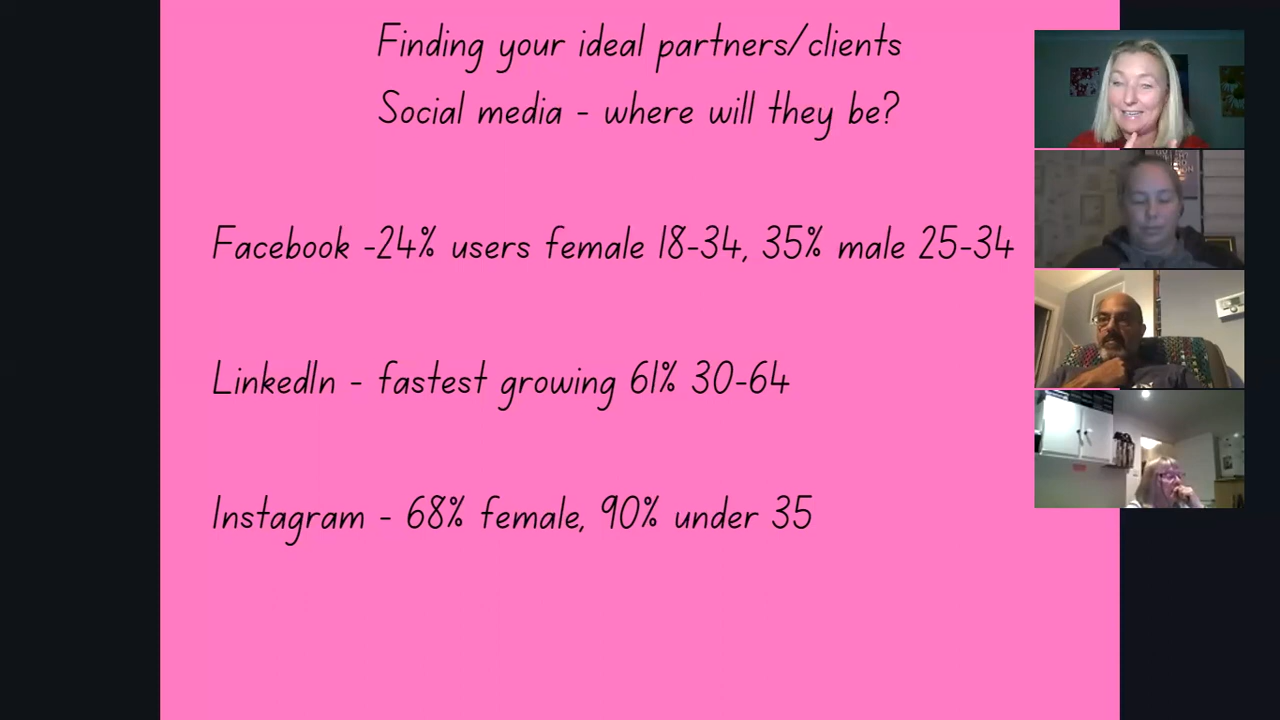 Finding your ideal partners/clients
Social media - where will they be?
Facebook -24% users female 18-34, 35% male 25-34
LinkedIn - fastest growing 61% 30-64
Instagram - 68% female, 90% under 35